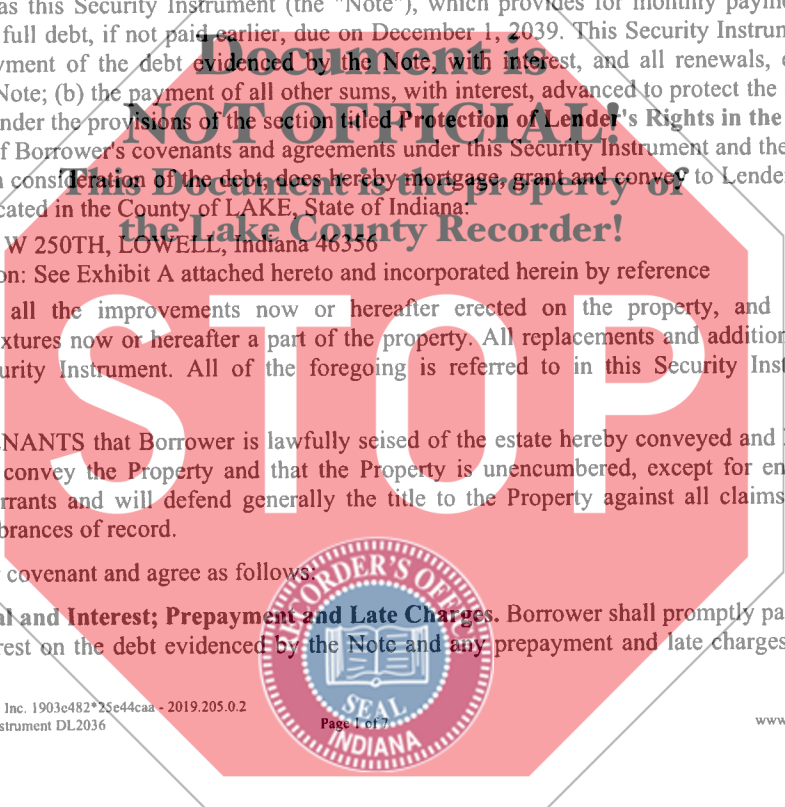 as this Security Instrument (the "Note"), which provides for monthly payme
full debt, if not paid earlier, due on December 1, 2039. This Security Instrum
Document is
yment of the debt evidenced by the Note, with interest, and all renewals, e
Note; (b) the payment of all other sums, with interest, advanced to protect the
NOT OFFICIAL!
nder the provisions of the section titled Protection of Lender's Rights in the
f Borrower's covenants and agreements under this Security Instrument and the
This Document is the property of
n consideration of the debt, does hereby mortgage, grant and convey to Lender
cated in the County of LAKE, State of Indiana:
the Lake County Recorder!
W 250TH, LOWELL, Indiana 46356
on: See Exhibit A attached hereto and incorporated herein by reference
all the improvements now or hereafter erected on the property, and
xtures now or hereafter a part of the property. All replacements and addition
urity Instrument. All of the foregoing is referred to in this Security Inst
STOP
NANTS that Borrower is lawfully seised of the estate hereby conveyed and
convey the Property and that the Property is unencumbered, except for en
rrants and will defend generally the title to the Property against all claims
brances of record.
covenant and agree as follows:
al and Interest; Prepayment and Late Charges. Borrower shall promptly pa
rest on the debt evidenced by the Note and any prepayment and late charges
RECORDER'S OFFICE
SEAL
INDIANA
Inc. 1903e482*25e44caa - 2019.205.0.2
strument DL2036
Page 1 of 7
www